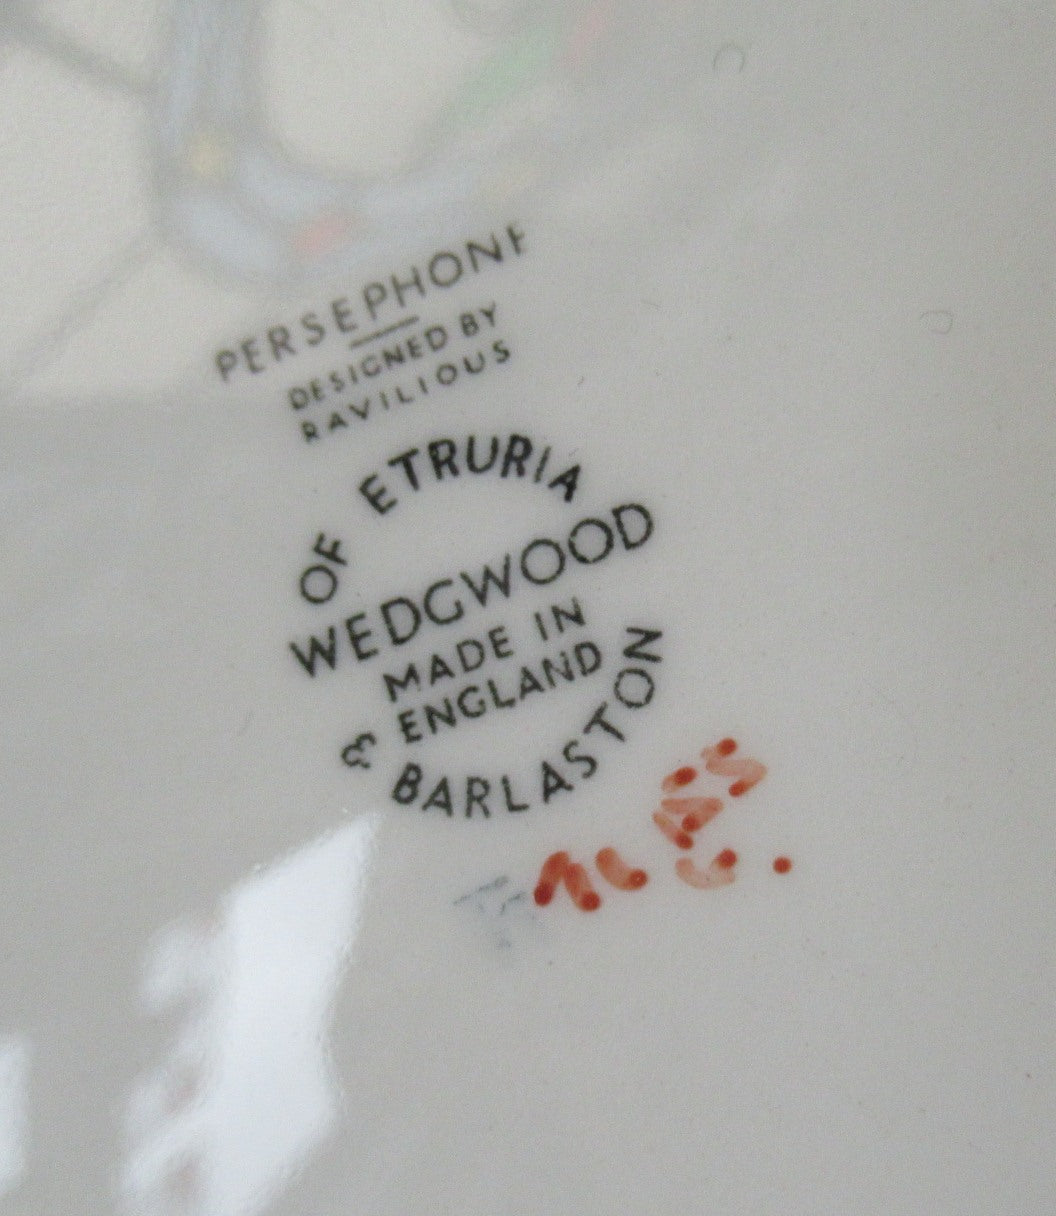 PERSEPHONE
DESIGNED BY
RAVILIOUS
OF ETRURIA
WEDGWOOD
MADE IN
ENGLAND
& BARLASTON